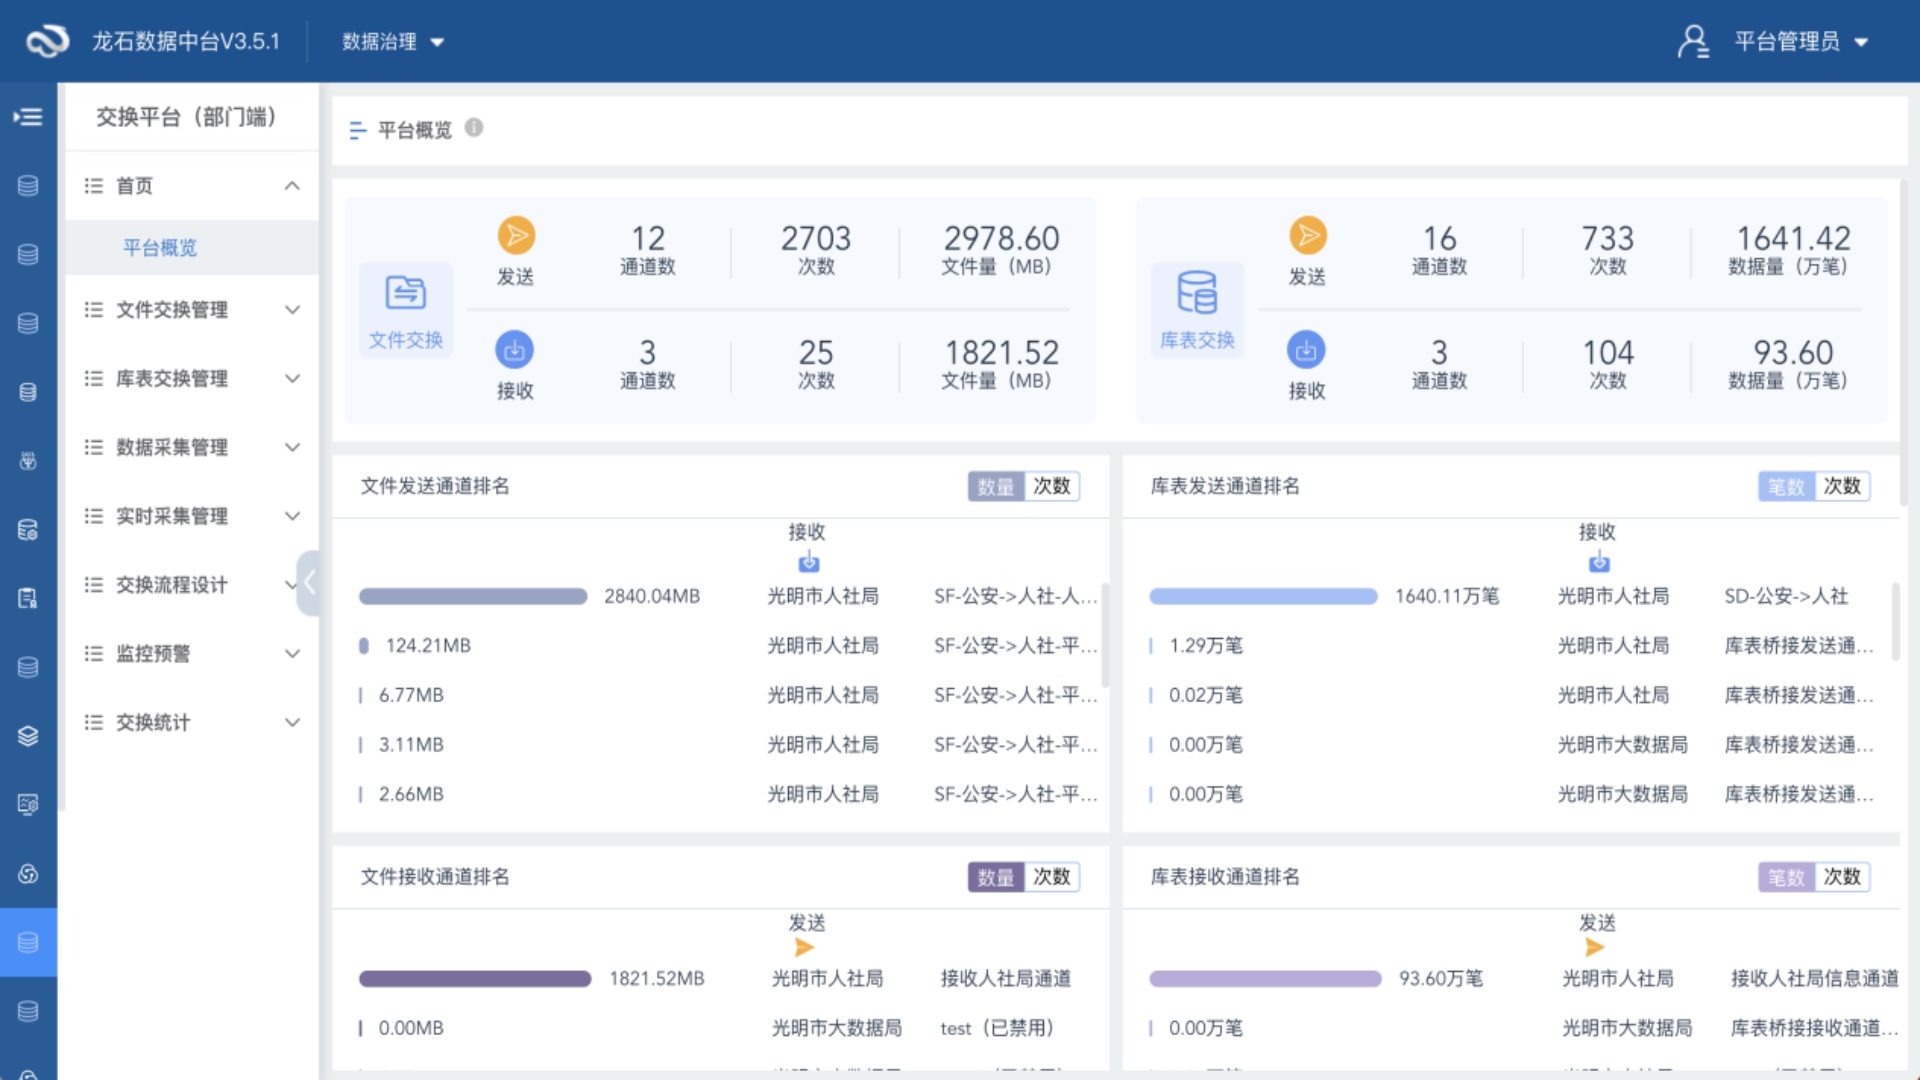 龙石数据中台V3.5.1
数据治理
平台管理员
交换平台（部门端）
首页
平台概览
文件交换管理
库表交换管理
数据采集管理
实时采集管理
交换流程设计
监控预警
交换统计
平台概览
文件交换
发送
12 2703 2978.60
通道数 次数 文件量（MB）
接收
3 25 1821.52
通道数 次数 文件量（MB）
库表交换
发送
16 733 1641.42
通道数 次数 数据量（万笔）
接收
3 104 93.60
通道数 次数 数据量（万笔）
文件发送通道排名 数量 次数
接收
2840.04MB 光明市人社局 SF-公安->人社-人...
124.21MB 光明市人社局 SF-公安->人社-平...
6.77MB 光明市人社局 SF-公安->人社-平...
3.11MB 光明市人社局 SF-公安->人社-平...
2.66MB 光明市人社局 SF-公安->人社-平...
库表发送通道排名 笔数 次数
接收
1640.11万笔 光明市人社局 SD-公安->人社
1.29万笔 光明市人社局 库表桥接发送通...
0.02万笔 光明市人社局 库表桥接发送通...
0.00万笔 光明市大数据局 库表桥接发送通...
0.00万笔 光明市大数据局 库表桥接发送通...
文件接收通道排名 数量 次数
发送
1821.52MB 光明市人社局 接收人社局通道
0.00MB 光明市大数据局 test（已禁用）
库表接收通道排名 笔数 次数
发送
93.60万笔 光明市人社局 接收人社局信息通道
0.00万笔 光明市大数据局 库表桥接接收通道...